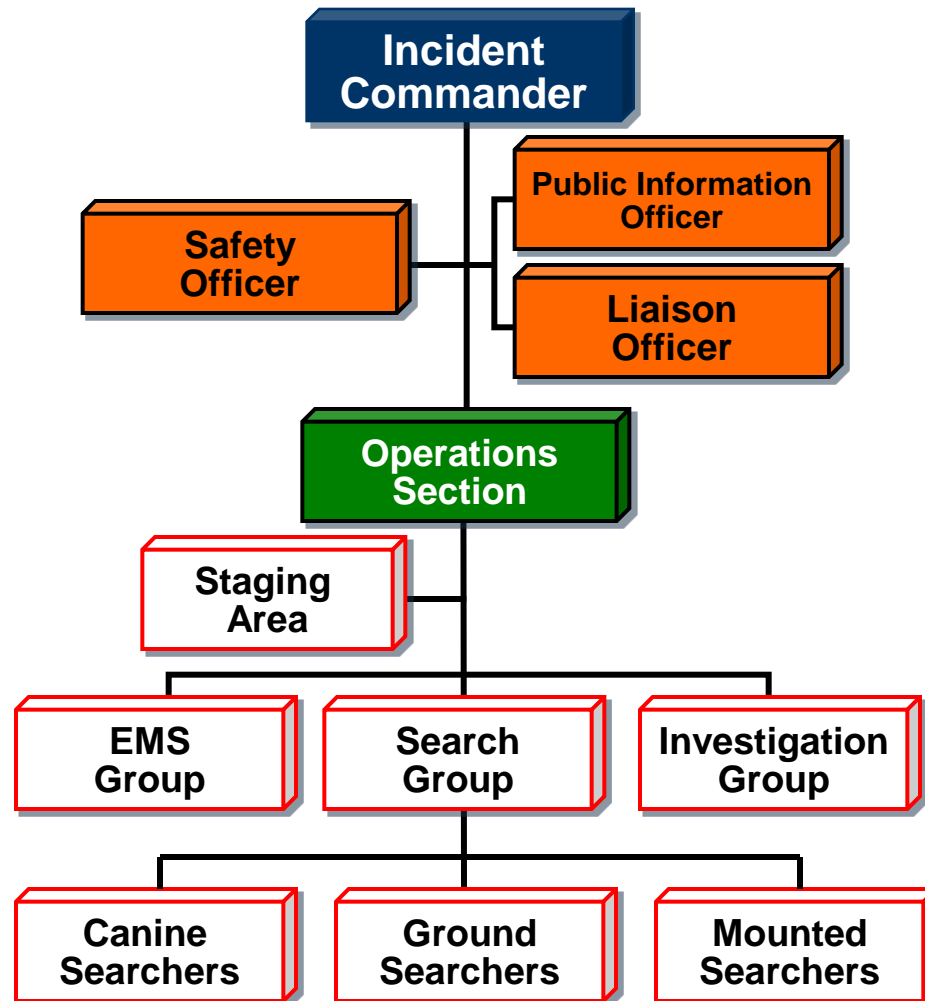 Incident
Commander
Public Information
Officer
Safety
Officer
Liaison
Officer
Operations
Section
Staging
Area
EMS
Group
Search
Group
Investigation
Group
Canine
Searchers
Ground
Searchers
Mounted
Searchers